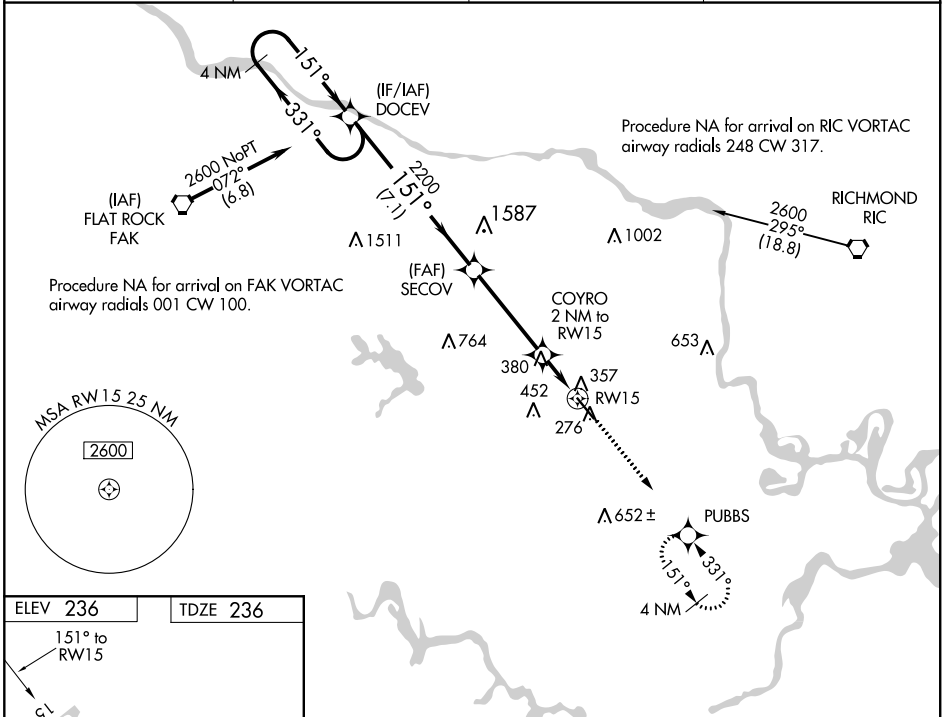 4 NM
151°
331°
(IF/IAF)
DOCEV
Procedure NA for arrival on RIC VORTAC
airway radials 248 CW 317.
2600 NoPT
072°
(6.8)
(IAF)
FLAT ROCK
FAK
2200
151°
(7.1)
1587
1511
1002
2600
295°
(18.8)
RICHMOND
RIC
(FAF)
SECOV
Procedure NA for arrival on FAK VORTAC
airway radials 001 CW 100.
COYRO
2 NM to
RW15
764
380
653
357
452
RW15
276
MSA RW15 25 NM
2600
652 ±
PUBBS
151°
331°
4 NM
ELEV 236
TDZE 236
151° to
RW15
15